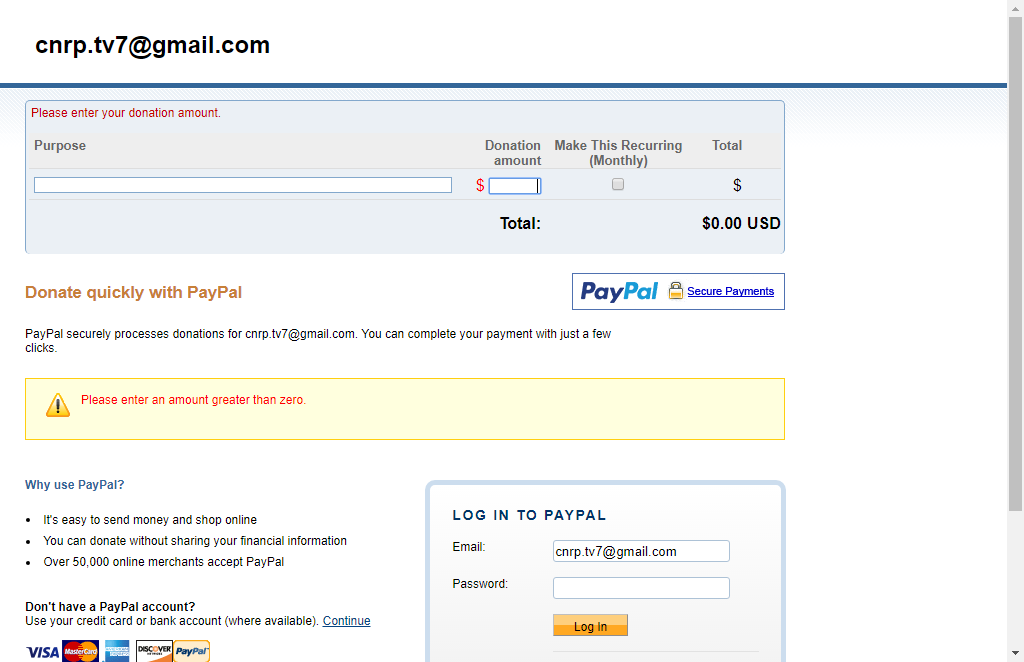 cnrp.tv7@gmail.com
Please enter your donation amount.
Purpose
Donation amount
Make This Recurring (Monthly)
Total
$
$
Total:
$0.00 USD
Donate quickly with PayPal
PayPal
Secure Payments
PayPal securely processes donations for cnrp.tv7@gmail.com. You can complete your payment with just a few
clicks.
Please enter an amount greater than zero.
Why use PayPal?
It's easy to send money and shop online
You can donate without sharing your financial information
Over 50,000 online merchants accept PayPal
Don't have a PayPal account?
Use your credit card or bank account (where available). Continue
VISA MasterCard DISCOVER PayPal
LOG IN TO PAYPAL
Email:
cnrp.tv7@gmail.com
Password:
Log In